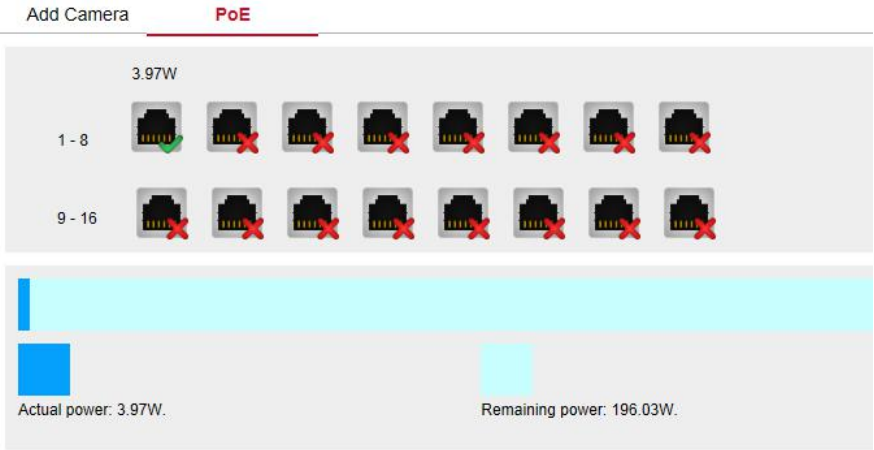 Add Camera PoE
3.97W
1 - 8
9 - 16
Actual power: 3.97W. Remaining power: 196.03W.